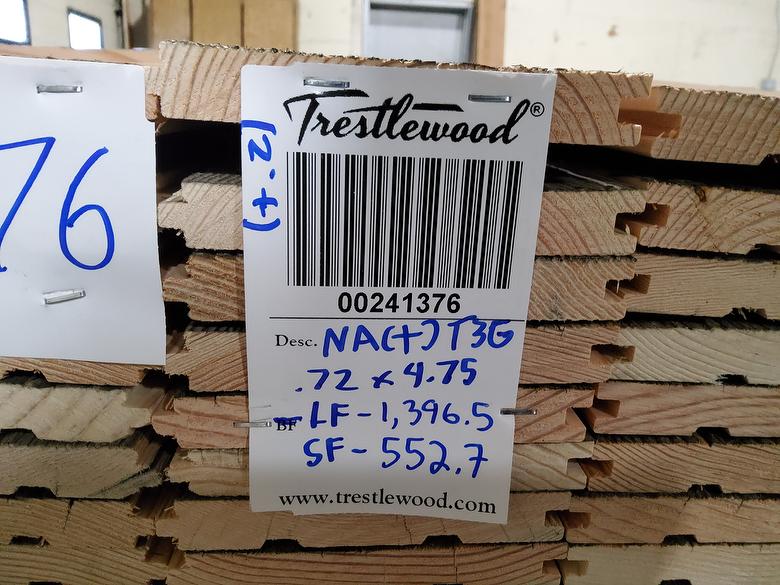 76
Trestlewood®
(12'+)
00241376
Desc. NA(+) T3G
.72 x 4.75
BF LF - 1,396.5
SF - 552.7
www.trestlewood.com